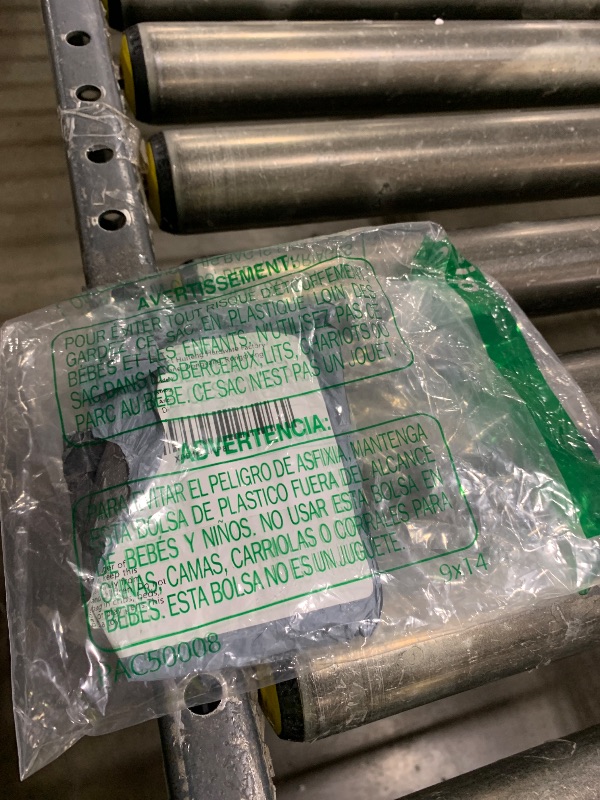 AVERTISSEMENT:
POUR ÉVITER TOUT RISQUE D'ÉTOUFFEMENT
GARDER CE SAC EN PLASTIQUE LOIN DES
BÉBÉS ET LES ENFANTS. N'UTILISEZ PAS CE
SAC DANS LES BERCEAUX, LITS, CHARIOTS OU
PARC AU BÉBÉ. CE SAC N'EST PAS UN JOUET.
ADVERTENCIA:
PARA EVITAR EL PELIGRO DE ASFIXIA, MANTENGA
ESTA BOLSA DE PLASTICO FUERA DEL ALCANCE
DE BEBÉS Y NIÑOS. NO USAR ESTA BOLSA EN
CUNAS, CAMAS, CARRIOLAS O CORRALES PARA
BEBÉS. ESTA BOLSA NO ES UN JUGUETE.
9x14
AC50008